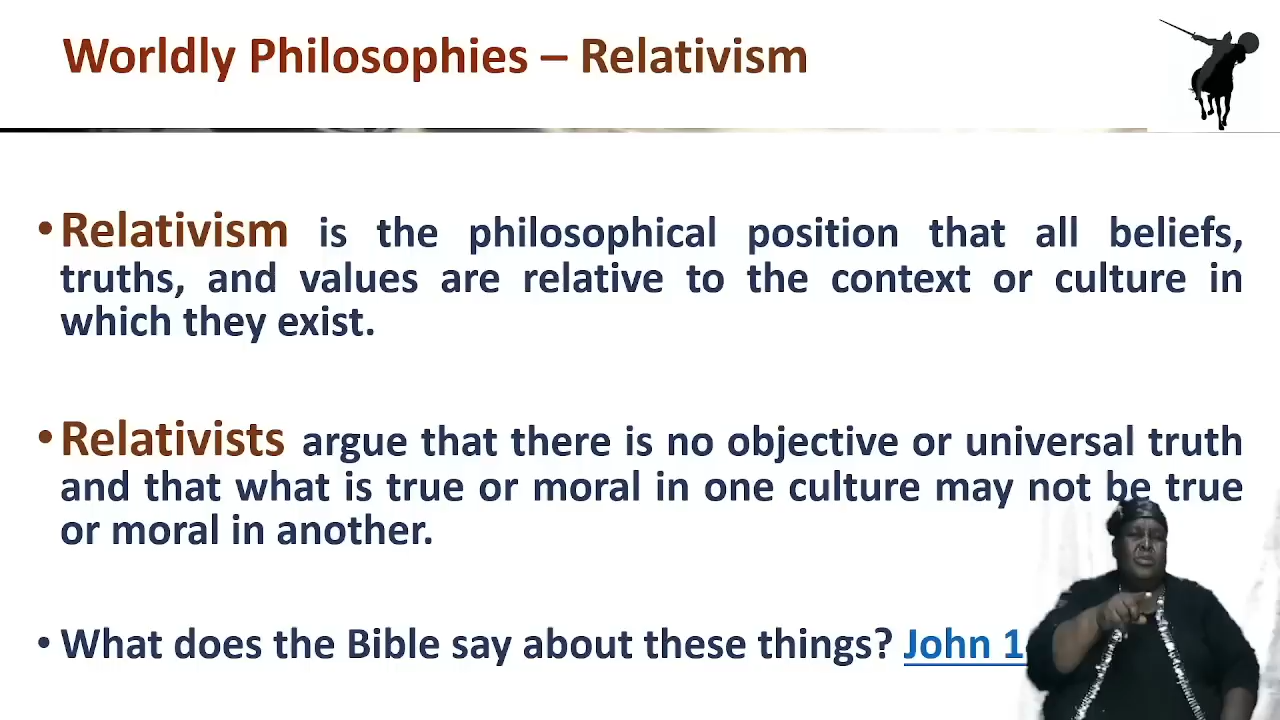 Worldly Philosophies – Relativism
• Relativism is the philosophical position that all beliefs,
truths, and values are relative to the context or culture in
which they exist.
• Relativists argue that there is no objective or universal truth
and that what is true or moral in one culture may not be true
or moral in another.
• What does the Bible say about these things? John 1